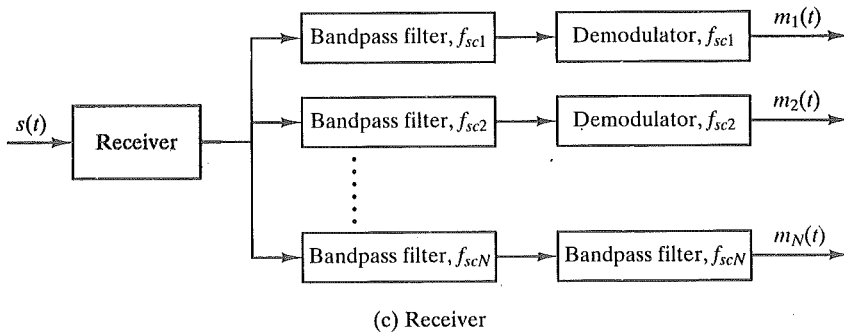 Bandpass filter, fsc1
Demodulator, fsc1
m1(t)
s(t)
Receiver
Bandpass filter, fsc2
Demodulator, fsc2
m2(t)
Bandpass filter, fscN
Bandpass filter, fscN
mN(t)
(c) Receiver